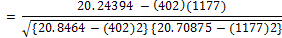 = 20.24394 − (402)(1177)
√{20.8464 − (402)2}{20.70875 − (1177)2}